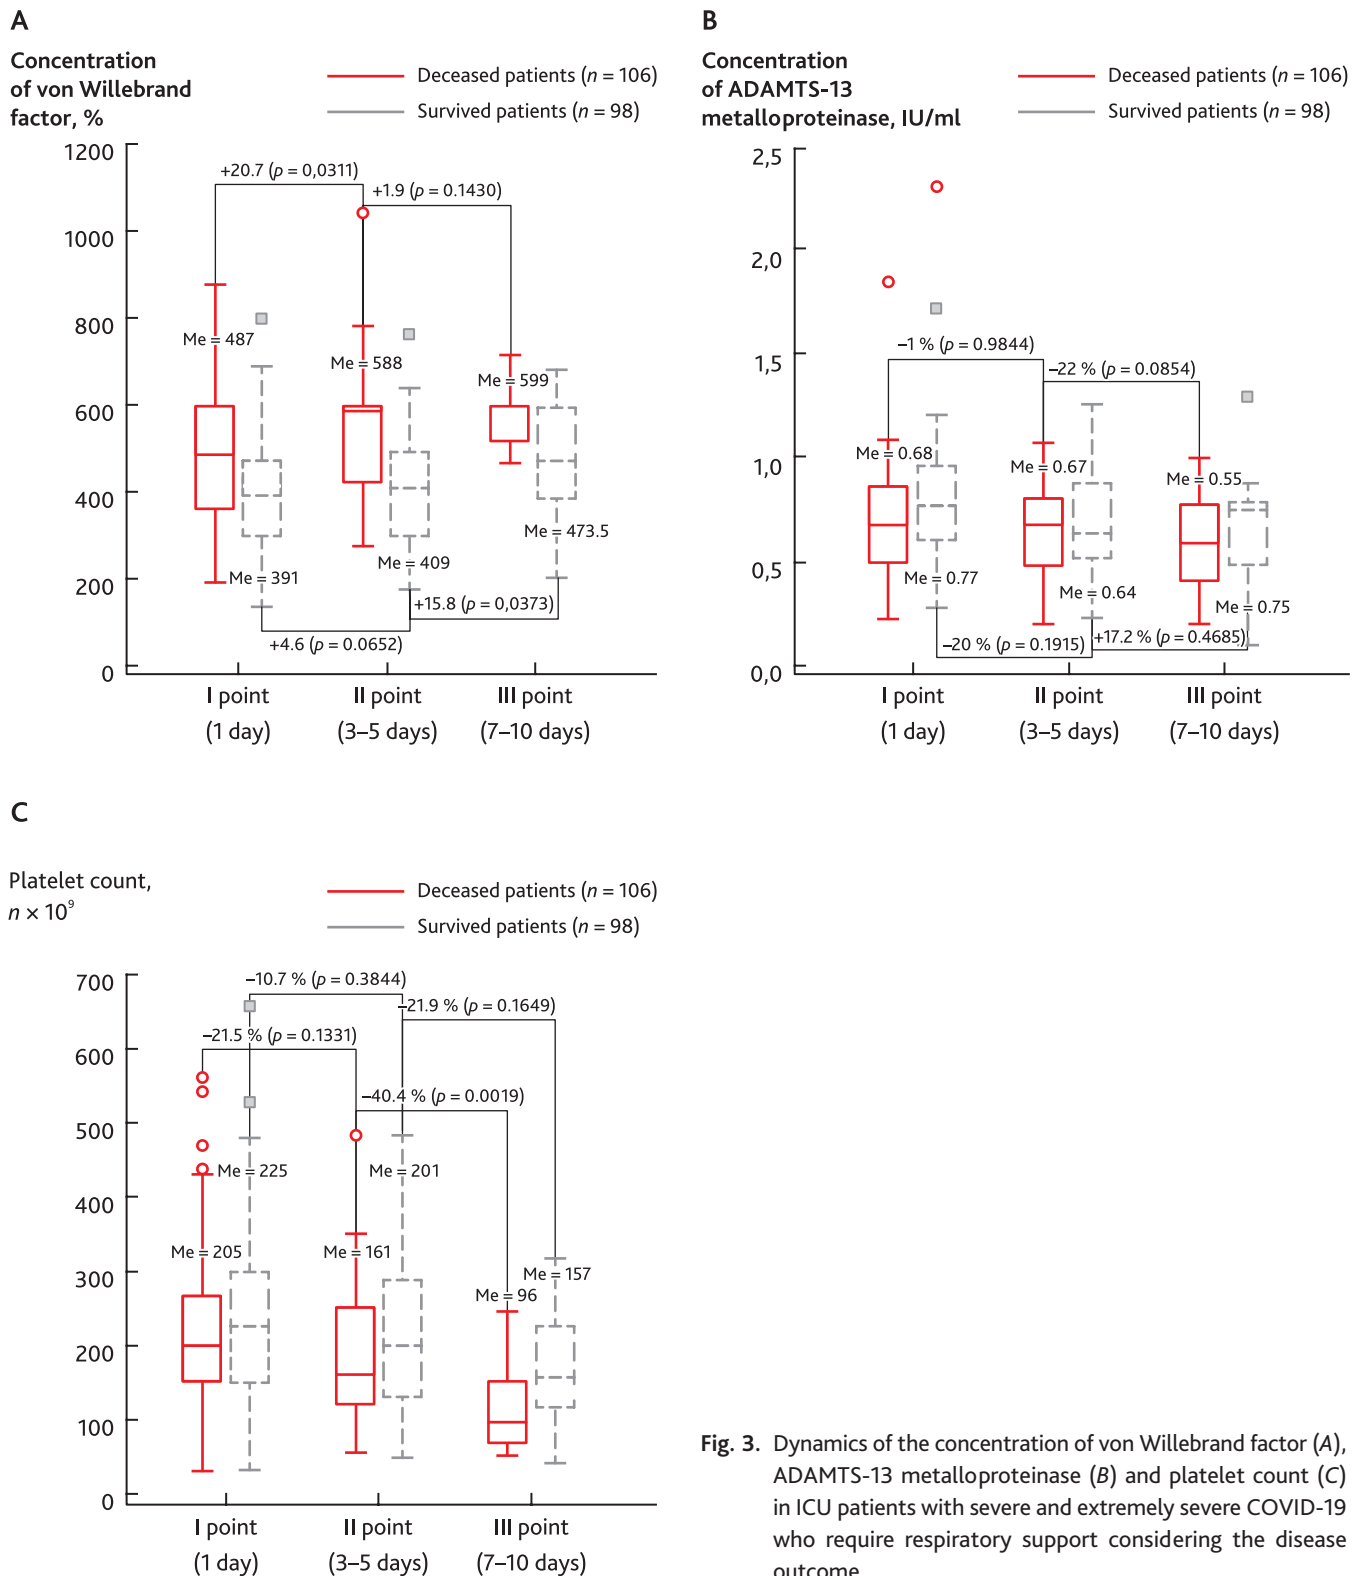 A
Concentration
of von Willebrand
factor, %
Deceased patients (n = 106)
Survived patients (n = 98)
1200
1000
800
600
400
200
0
+20.7 (p = 0,0311)
+1.9 (p = 0.1430)
Me = 487
Me = 588
Me = 599
Me = 391
Me = 409
Me = 473.5
+15.8 (p = 0,0373)
+4.6 (p = 0.0652)
I point
(1 day)
II point
(3–5 days)
III point
(7–10 days)
B
Concentration
of ADAMTS-13
metalloproteinase, IU/ml
Deceased patients (n = 106)
Survived patients (n = 98)
2,5
2,0
1,5
1,0
0,5
0,0
–1 % (p = 0.9844)
–22 % (p = 0.0854)
Me = 0.68
Me = 0.67
Me = 0.55
Me = 0.77
Me = 0.64
Me = 0.75
–20 % (p = 0.1915)
+17.2 % (p = 0.4685)
I point
(1 day)
II point
(3–5 days)
III point
(7–10 days)
C
Platelet count,
n × 10⁹
Deceased patients (n = 106)
Survived patients (n = 98)
700
600
500
400
300
200
100
0
–10.7 % (p = 0.3844)
–21.9 % (p = 0.1649)
–21.5 % (p = 0.1331)
–40.4 % (p = 0.0019)
Me = 225
Me = 201
Me = 205
Me = 161
Me = 157
Me = 96
I point
(1 day)
II point
(3–5 days)
III point
(7–10 days)
Fig. 3. Dynamics of the concentration of von Willebrand factor (A),
ADAMTS-13 metalloproteinase (B) and platelet count (C)
in ICU patients with severe and extremely severe COVID-19
who require respiratory support considering the disease
outcome